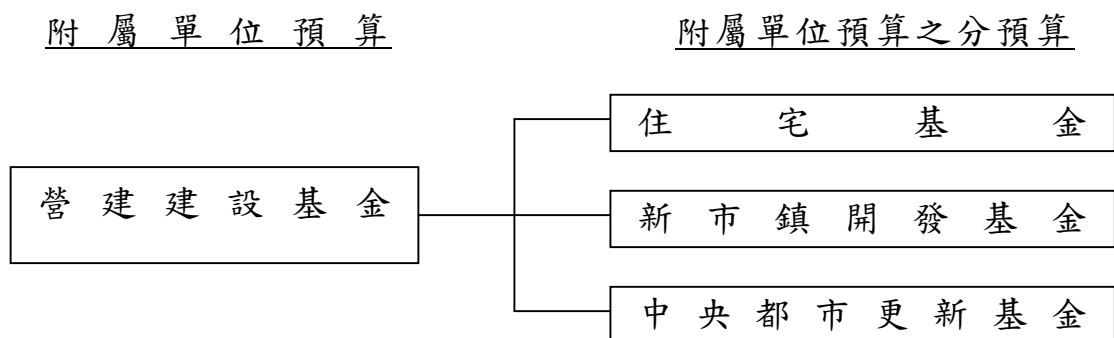 附屬單位預算
附屬單位預算之分預算
住宅基金
營建建設基金
新市鎮開發基金
中央都市更新基金